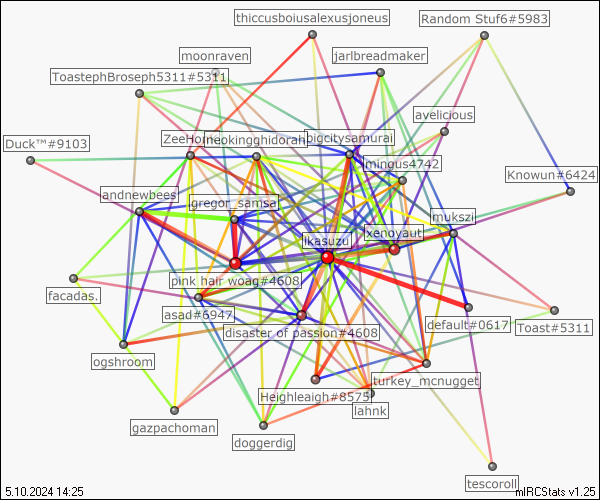 thiccusboiusalexusjoneus
Random Stuf6#5983
moonraven
jarlbreadmaker
ToastephBroseph5311#5311
avelicious
Duck™#9103
bigcitysamurai
mingus4742
Knowun#6424
andnewbees
gregor_samsa
mukszi
xenoyaut
ikasuzu
pink hair woag#4608
facadas.
asad#6947
disaster of passion#4608
default#0617
Toast#5311
ogshroom
turkey_mcnugget
Heighleaigh#8575
lahnk
gazpachoman
doggerdig
tescoroll
5.10.2024 14:25
mIRCStats v1.25